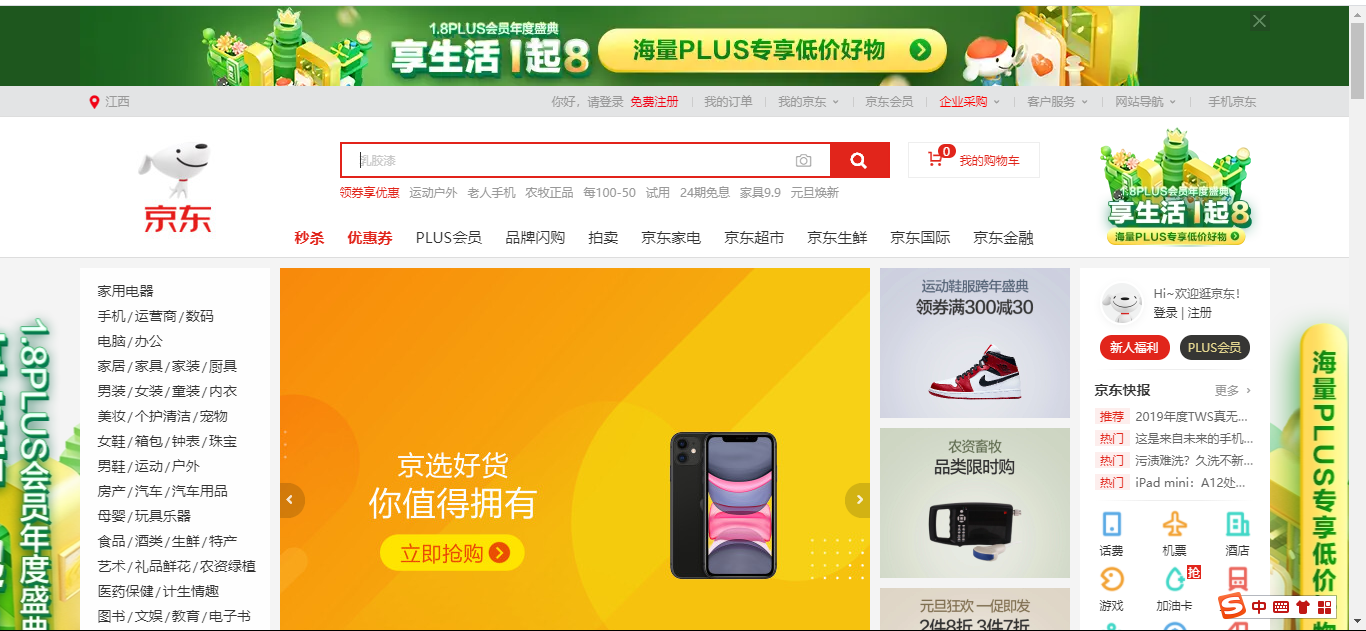 1.8PLUS会员年度盛典
享生活1起8
海量PLUS专享低价好物
江西
你好，请登录 免费注册 我的订单 我的京东 京东会员 企业采购 客户服务 网站导航 手机京东
京东
乳胶漆
0 我的购物车
领券享优惠 运动户外 老人手机 农牧正品 每100-50 试用 24期免息 家具9.9 元旦焕新
秒杀 优惠券 PLUS会员 品牌闪购 拍卖 京东家电 京东超市 京东生鲜 京东国际 京东金融
1.8PLUS会员年度盛典
享生活1起8
海量PLUS专享低价好物
家用电器
手机/运营商/数码
电脑/办公
家居/家具/家装/厨具
男装/女装/童装/内衣
美妆/个护清洁/宠物
女鞋/箱包/钟表/珠宝
男鞋/运动/户外
房产/汽车/汽车用品
母婴/玩具乐器
食品/酒类/生鲜/特产
艺术/礼品鲜花/农资绿植
医药保健/计生情趣
图书/文娱/教育/电子书
京选好货
你值得拥有
立即抢购
运动鞋服跨年盛典
领券满300减30
农资畜牧
品类限时购
元旦狂欢 一促即发
2件8折 3件7折
Hi~欢迎逛京东!
登录 | 注册
新人福利 PLUS会员
京东快报 更多
推荐 2019年度TWS真无...
热门 这是来自未来的手机...
热门 污渍难洗？久洗不新...
热门 iPad mini：A12处...
话费 机票 酒店
抢
游戏 加油卡
中
1.8PLUS会员年度盛典
海量PLUS专享低价好物